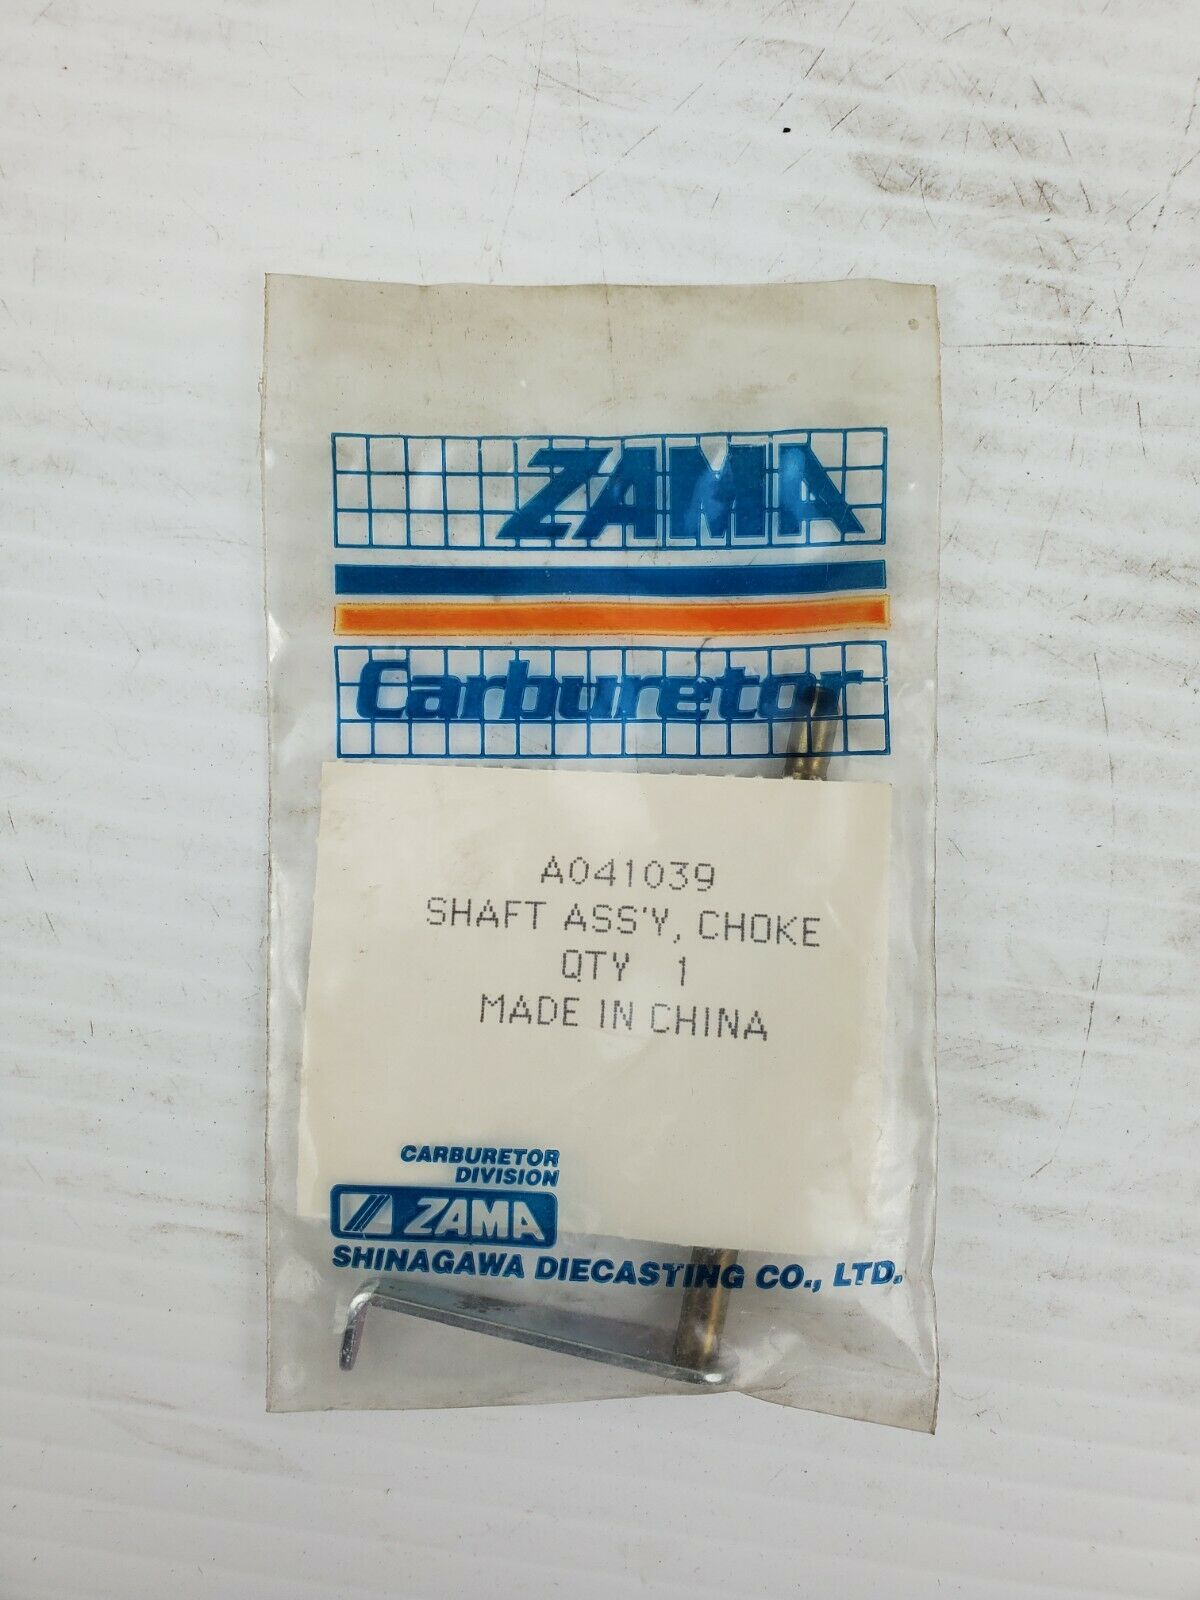 ZAMA
Carburetor
A041039
SHAFT ASS'Y, CHOKE
QTY 1
MADE IN CHINA
CARBURETOR
DIVISION
ZAMA
SHINAGAWA DIECASTING CO., LTD.